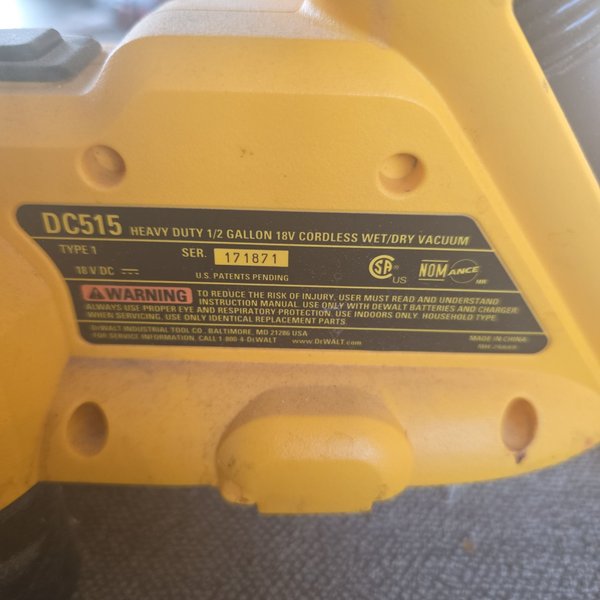 DC515 HEAVY DUTY 1/2 GALLON 18V CORDLESS WET/DRY VACUUM
TYPE 1 SER. 171871
18 V DC
U.S. PATENTS PENDING
SA US
NOM ANCE
WARNING TO REDUCE THE RISK OF INJURY, USER MUST READ AND UNDERSTAND
INSTRUCTION MANUAL. USE ONLY WITH DEWALT BATTERIES AND CHARGER.
ALWAYS USE PROPER EYE AND RESPIRATORY PROTECTION. USE INDOORS ONLY. HOUSEHOLD TYPE.
WHEN SERVICING, USE ONLY IDENTICAL REPLACEMENT PARTS.
DEWALT INDUSTRIAL TOOL CO., BALTIMORE, MD 21286 USA
FOR SERVICE INFORMATION, CALL 1-800-4-DEWALT www.DeWALT.com
MADE IN CHINA